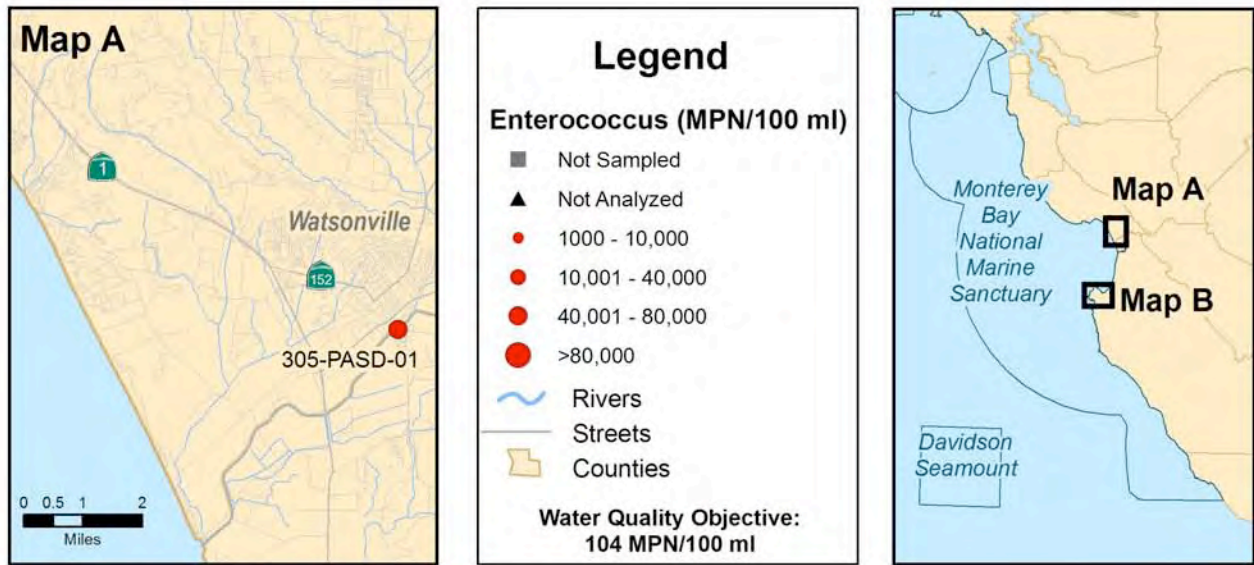 Map A
1
Watsonville
152
305-PASD-01
0 0.5 1 2
Miles
Legend
Enterococcus (MPN/100 ml)
Not Sampled
Not Analyzed
1000 - 10,000
10,001 - 40,000
40,001 - 80,000
>80,000
Rivers
Streets
Counties
Water Quality Objective:
104 MPN/100 ml
Monterey
Bay
National
Marine
Sanctuary
Map A
Map B
Davidson
Seamount